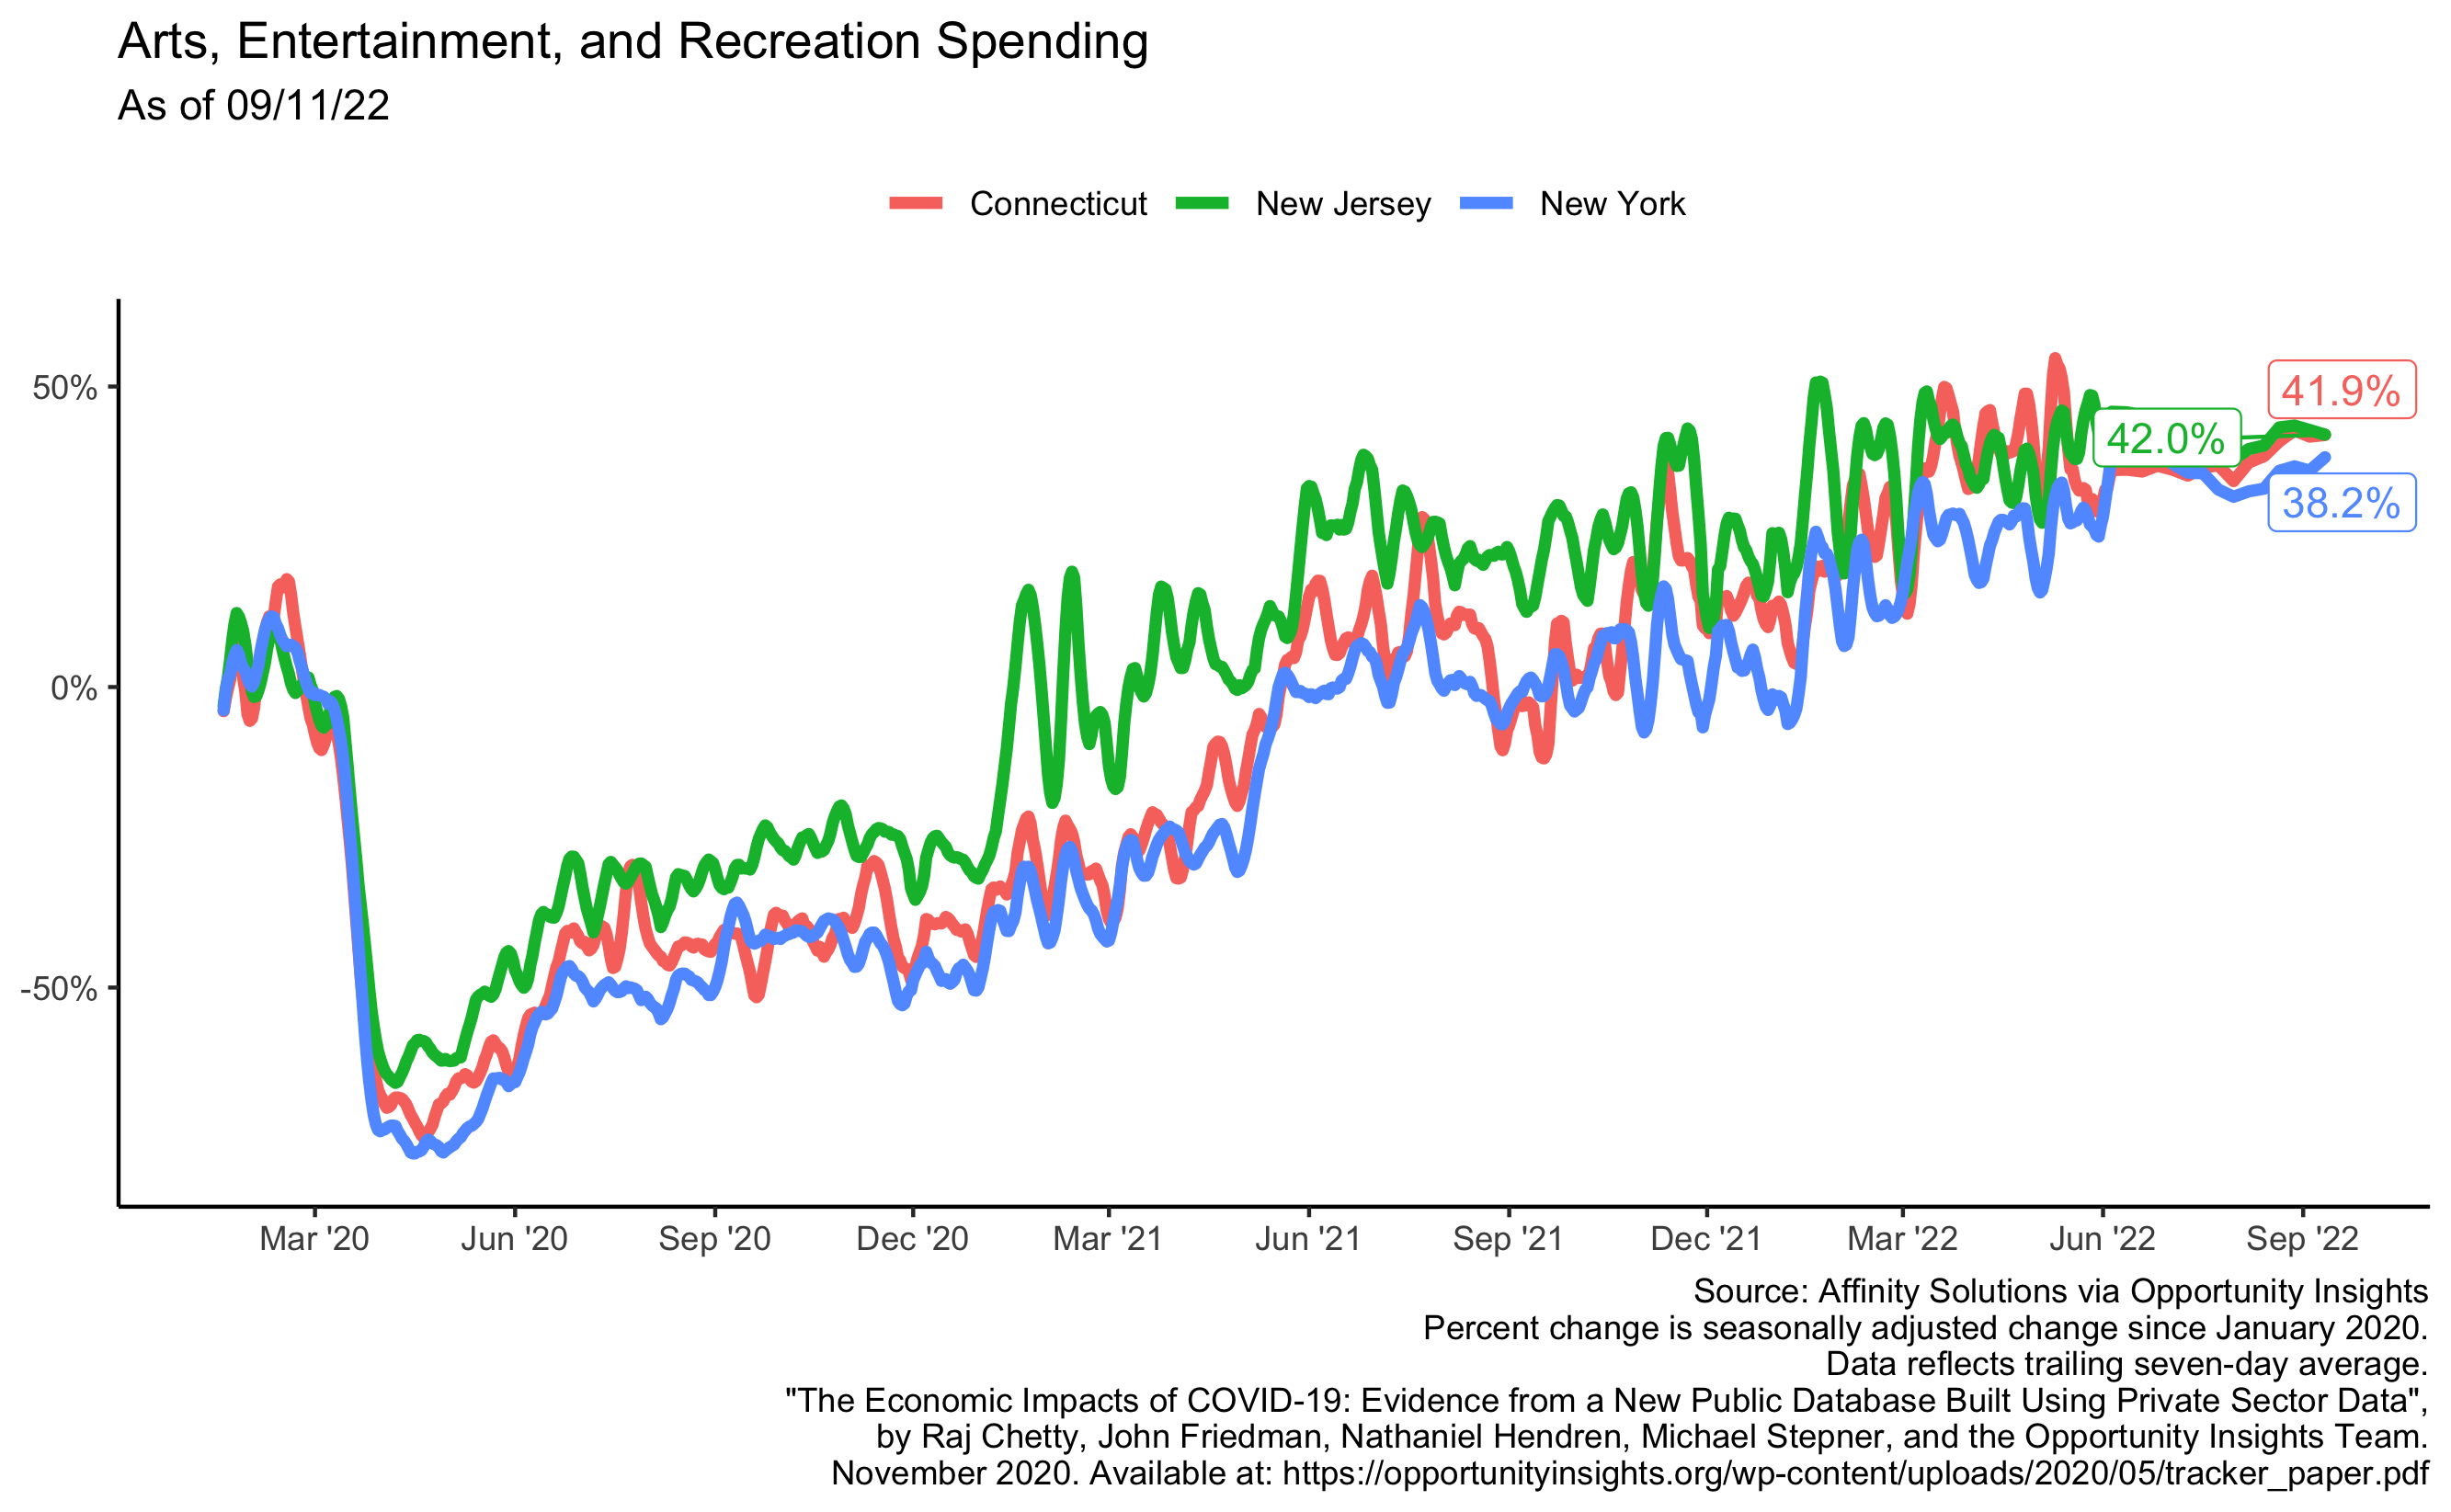 Arts, Entertainment, and Recreation Spending
As of 09/11/22
Connecticut New Jersey New York
50%
0%
-50%
41.9%
42.0%
38.2%
Mar '20 Jun '20 Sep '20 Dec '20 Mar '21 Jun '21 Sep '21 Dec '21 Mar '22 Jun '22 Sep '22
Source: Affinity Solutions via Opportunity Insights
Percent change is seasonally adjusted change since January 2020.
Data reflects trailing seven-day average.
"The Economic Impacts of COVID-19: Evidence from a New Public Database Built Using Private Sector Data",
by Raj Chetty, John Friedman, Nathaniel Hendren, Michael Stepner, and the Opportunity Insights Team.
November 2020. Available at: https://opportunityinsights.org/wp-content/uploads/2020/05/tracker_paper.pdf